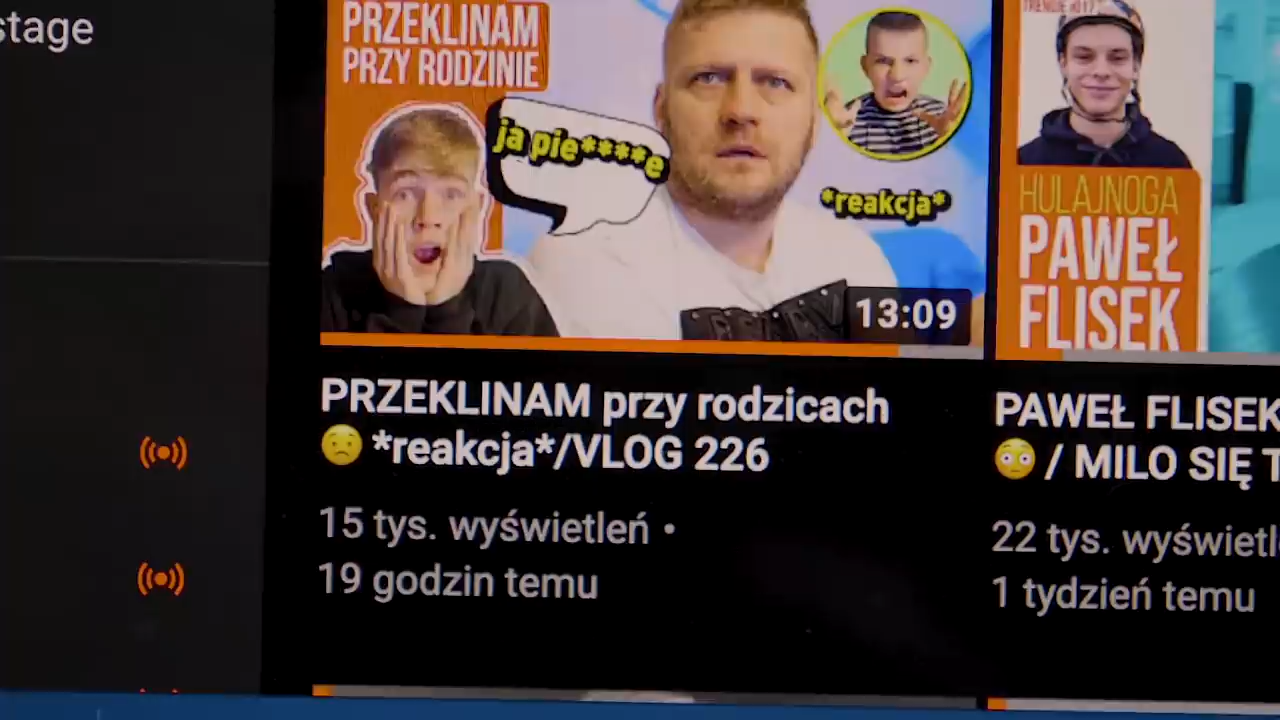 stage
PRZEKLINAM
PRZY RODZINIE
ja pie****e
*reakcja*
13:09
HULAJNOGA
PAWEŁ
FLISEK
PRZEKLINAM przy rodzicach
😟 *reakcja*/VLOG 226
15 tys. wyświetleń •
19 godzin temu
PAWEŁ FLISEK
😳 / MILO SIĘ T
22 tys. wyświetl
1 tydzień temu